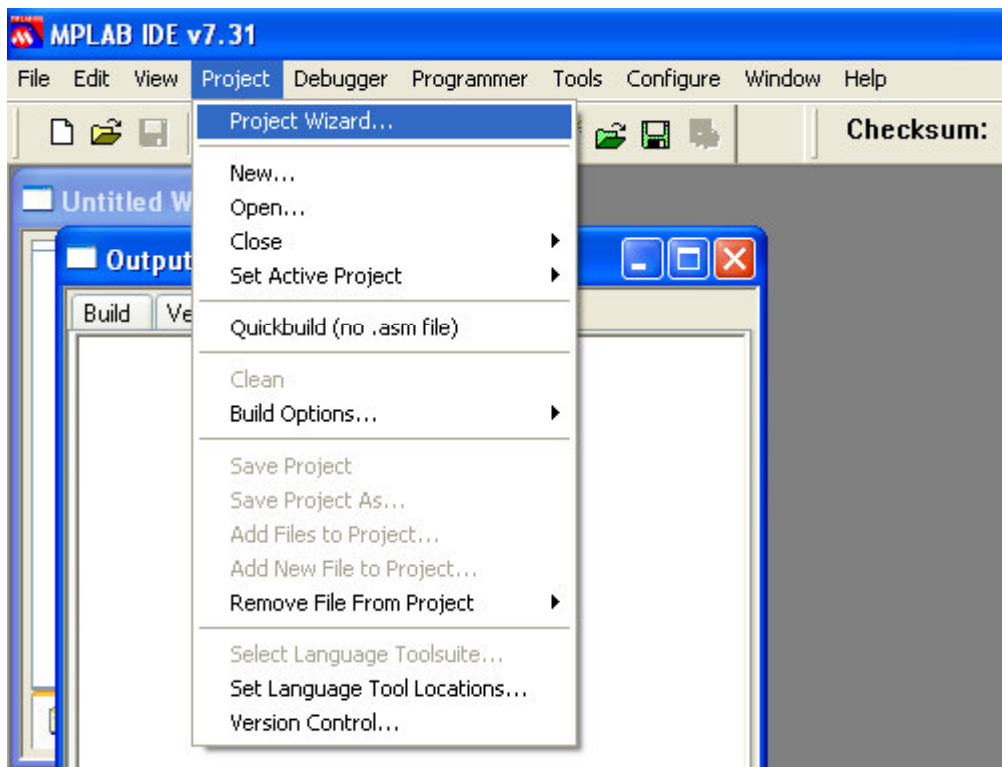 MPLAB IDE v7.31
File Edit View Project Debugger Programmer Tools Configure Window Help
Checksum:
Project Wizard...
New...
Open...
Close
Set Active Project
Quickbuild (no .asm file)
Clean
Build Options...
Save Project
Save Project As...
Add Files to Project...
Add New File to Project...
Remove File From Project
Select Language Toolsuite...
Set Language Tool Locations...
Version Control...
Untitled W
Output
Build Ve